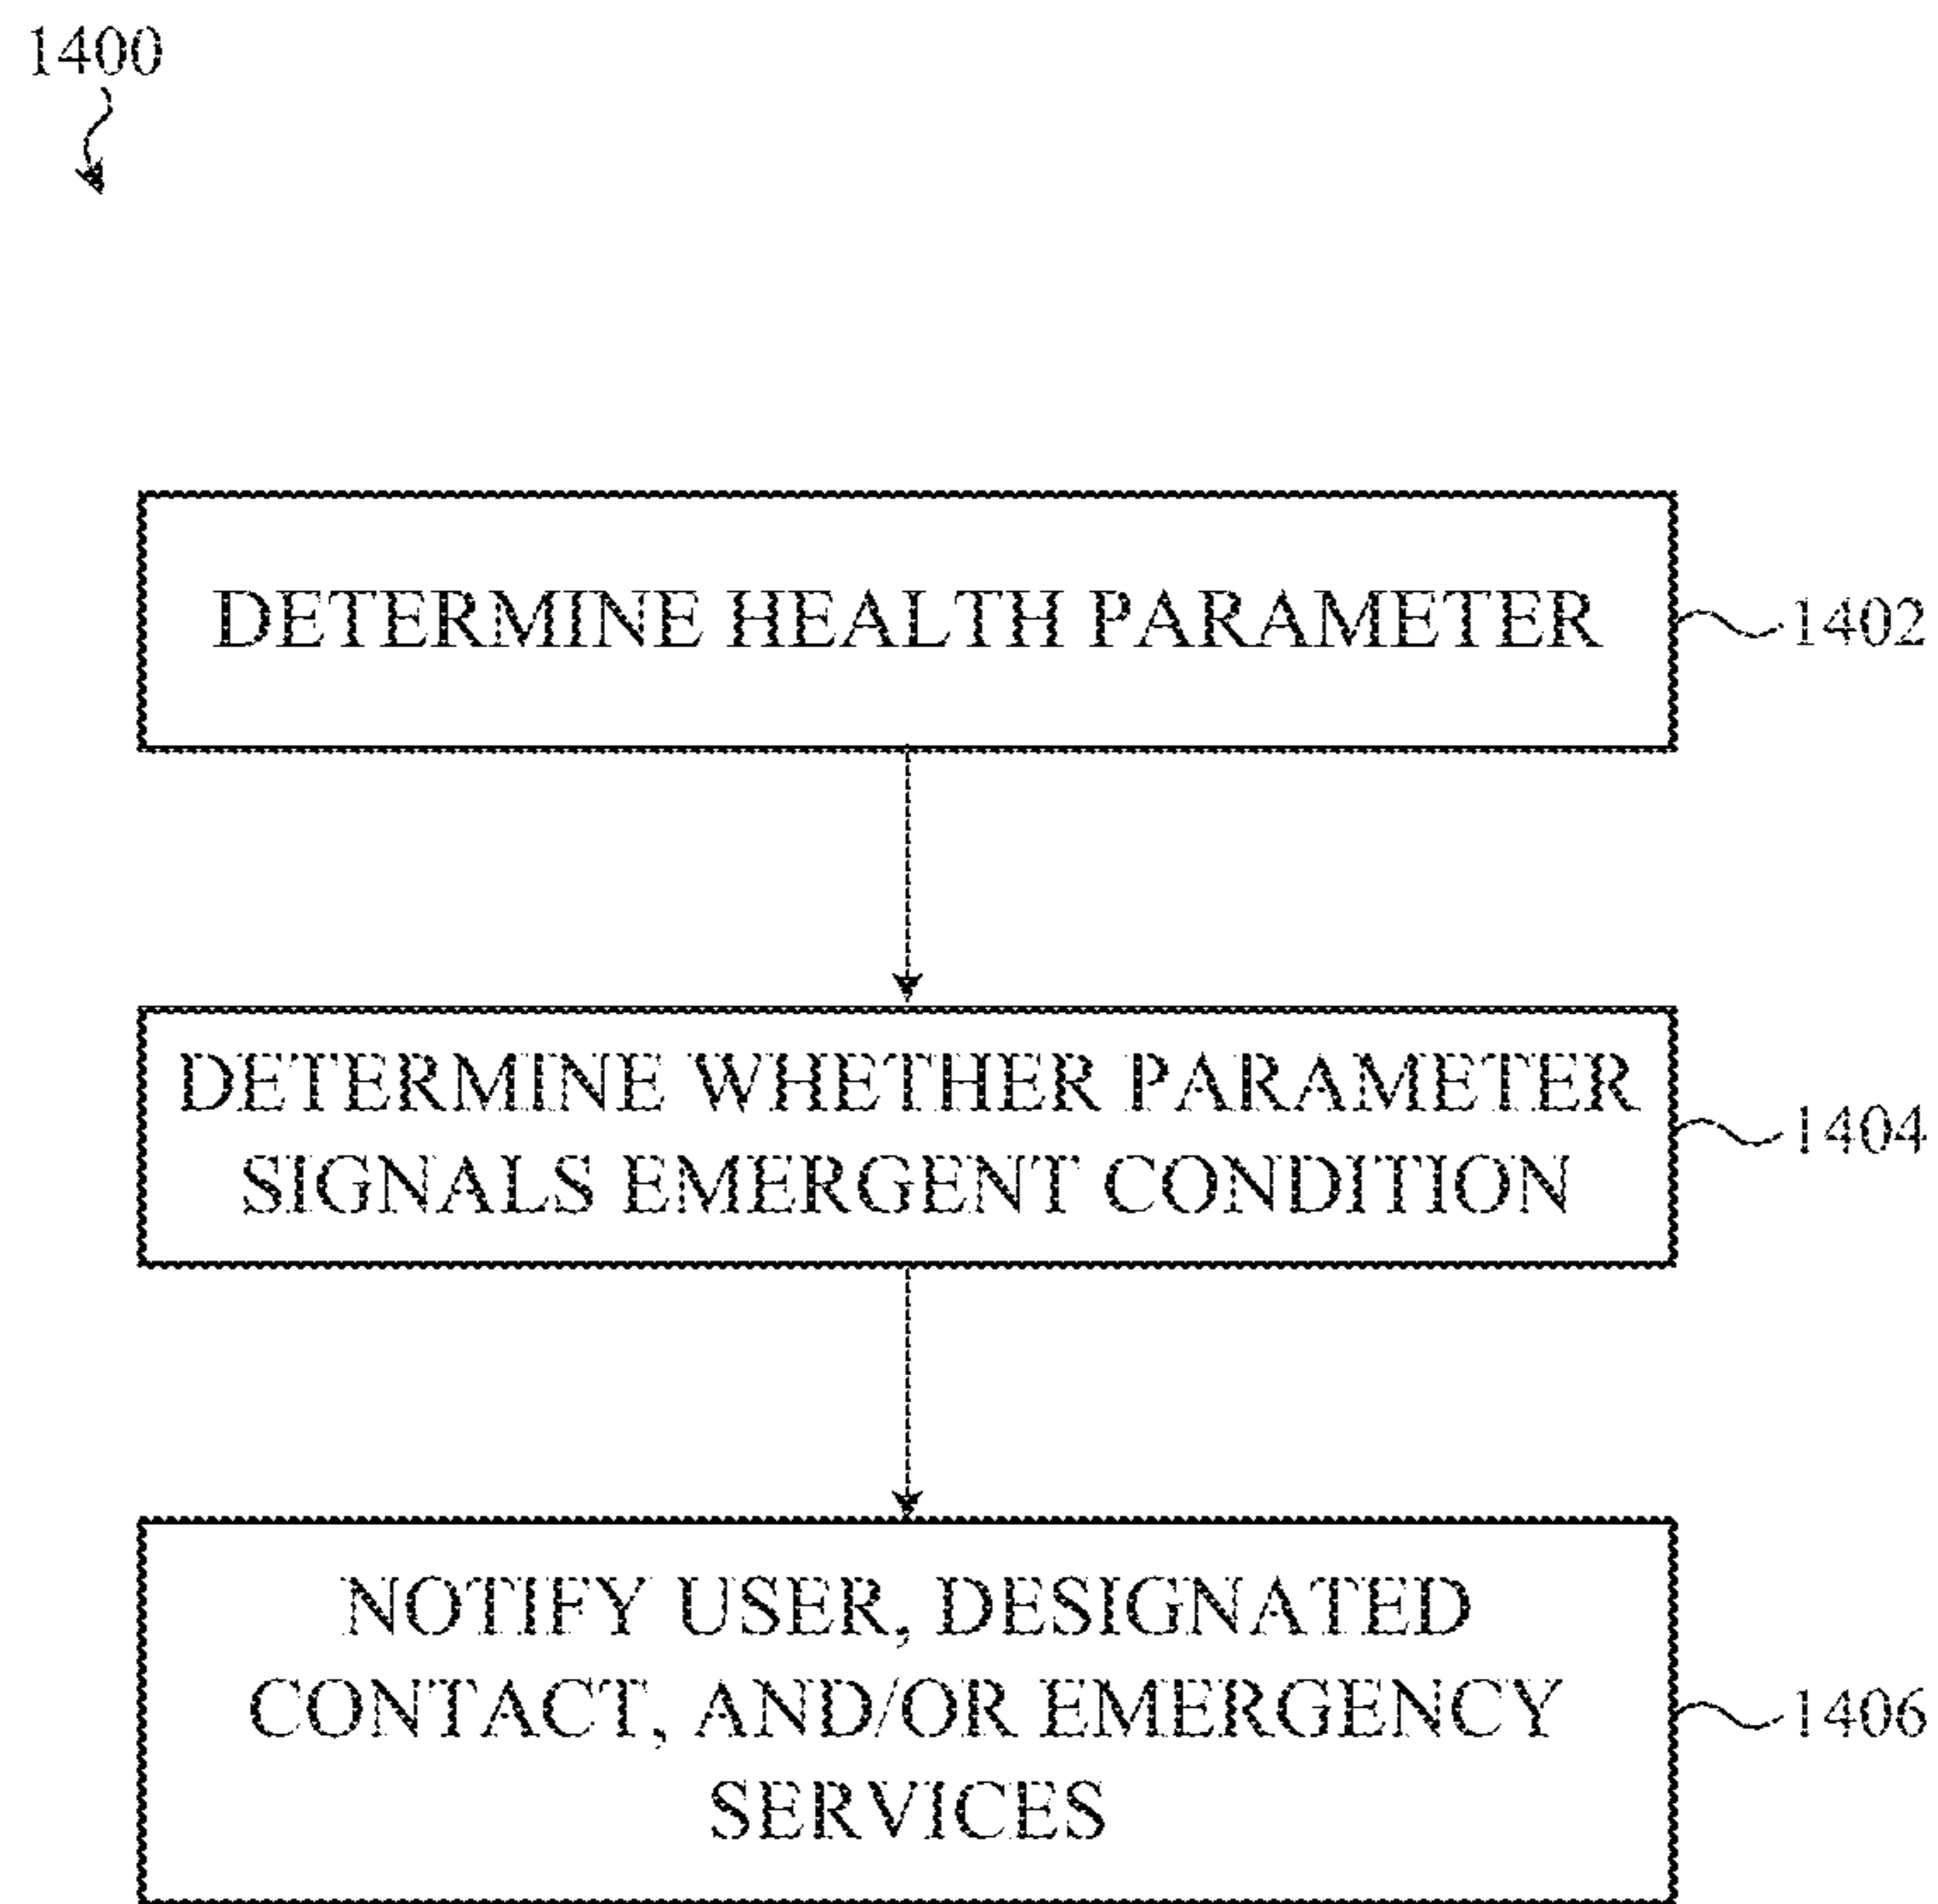 1400
DETERMINE HEALTH PARAMETER
1402
DETERMINE WHETHER PARAMETER
SIGNALS EMERGENT CONDITION
1404
NOTIFY USER, DESIGNATED
CONTACT, AND/OR EMERGENCY
SERVICES
1406